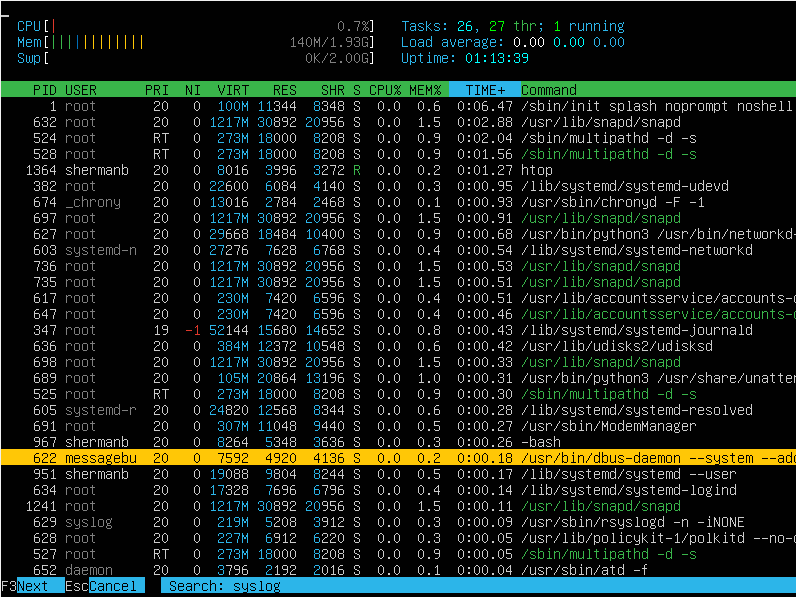 CPU[| 0.7%] Tasks: 26, 27 thr; 1 running
Mem[|||||||||||| 140M/1.93G] Load average: 0.00 0.00 0.00
Swp[ 0K/2.00G] Uptime: 01:13:39
PID USER PRI NI VIRT RES SHR S CPU% MEM% TIME+ Command
1 root 20 0 100M 11344 8348 S 0.0 0.6 0:06.47 /sbin/init splash noprompt noshell
632 root 20 0 1217M 30892 20956 S 0.0 1.5 0:02.88 /usr/lib/snapd/snapd
524 root RT 0 273M 18000 8208 S 0.0 0.9 0:02.04 /sbin/multipathd -d -s
528 root RT 0 273M 18000 8208 S 0.0 0.9 0:01.56 /sbin/multipathd -d -s
1364 shermanb 20 0 8016 3996 3272 R 0.0 0.2 0:01.27 htop
382 root 20 0 22600 6084 4140 S 0.0 0.3 0:00.95 /lib/systemd/systemd-udevd
674 _chrony 20 0 13016 2784 2468 S 0.0 0.1 0:00.93 /usr/sbin/chronyd -F -1
697 root 20 0 1217M 30892 20956 S 0.0 1.5 0:00.91 /usr/lib/snapd/snapd
627 root 20 0 29668 18484 10400 S 0.0 0.9 0:00.68 /usr/bin/python3 /usr/bin/networkd-
603 systemd-n 20 0 27276 7628 6768 S 0.0 0.4 0:00.54 /lib/systemd/systemd-networkd
736 root 20 0 1217M 30892 20956 S 0.0 1.5 0:00.53 /usr/lib/snapd/snapd
735 root 20 0 1217M 30892 20956 S 0.0 1.5 0:00.51 /usr/lib/snapd/snapd
617 root 20 0 230M 7420 6596 S 0.0 0.4 0:00.51 /usr/lib/accountsservice/accounts-
647 root 20 0 230M 7420 6596 S 0.0 0.4 0:00.46 /usr/lib/accountsservice/accounts-
347 root 19 -1 52144 15680 14652 S 0.0 0.8 0:00.43 /lib/systemd/systemd-journald
636 root 20 0 384M 12372 10548 S 0.0 0.6 0:00.42 /usr/lib/udisks2/udisksd
698 root 20 0 1217M 30892 20956 S 0.0 1.5 0:00.33 /usr/lib/snapd/snapd
689 root 20 0 105M 20864 13196 S 0.0 1.0 0:00.31 /usr/bin/python3 /usr/share/unatter
525 root RT 0 273M 18000 8208 S 0.0 0.9 0:00.30 /sbin/multipathd -d -s
605 systemd-r 20 0 24820 12568 8344 S 0.0 0.6 0:00.28 /lib/systemd/systemd-resolved
691 root 20 0 307M 11048 9440 S 0.0 0.5 0:00.27 /usr/sbin/ModemManager
967 shermanb 20 0 8264 5348 3636 S 0.0 0.3 0:00.26 -bash
622 messagebu 20 0 7592 4920 4136 S 0.0 0.2 0:00.18 /usr/bin/dbus-daemon --system --add
951 shermanb 20 0 19088 9804 8244 S 0.0 0.5 0:00.17 /lib/systemd/systemd --user
634 root 20 0 17328 7696 6796 S 0.0 0.4 0:00.14 /lib/systemd/systemd-logind
1241 root 20 0 1217M 30892 20956 S 0.0 1.5 0:00.11 /usr/lib/snapd/snapd
629 syslog 20 0 219M 5208 3912 S 0.0 0.3 0:00.09 /usr/sbin/rsyslogd -n -iNONE
628 root 20 0 227M 6912 6220 S 0.0 0.3 0:00.08 /usr/lib/policykit-1/polkitd --no-d
527 root RT 0 273M 18000 8208 S 0.0 0.9 0:00.05 /sbin/multipathd -d -s
652 daemon 20 0 3796 2192 2016 S 0.0 0.1 0:00.04 /usr/sbin/atd -f
F3Next EscCancel Search: syslog